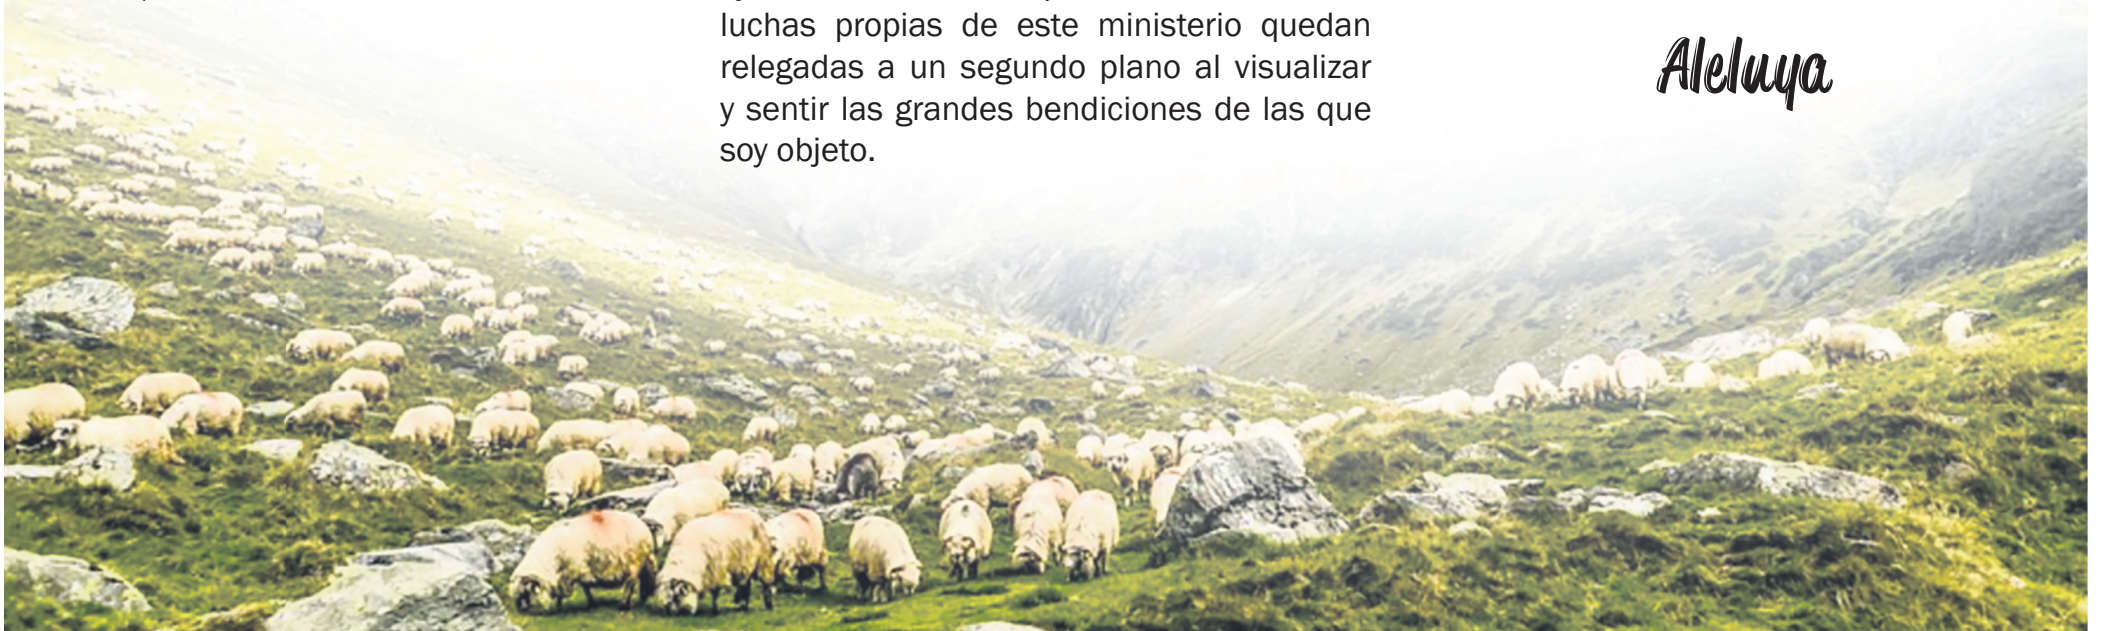 luchas propias de este ministerio quedan
relegadas a un segundo plano al visualizar
y sentir las grandes bendiciones de las que
soy objeto.
Aleluya